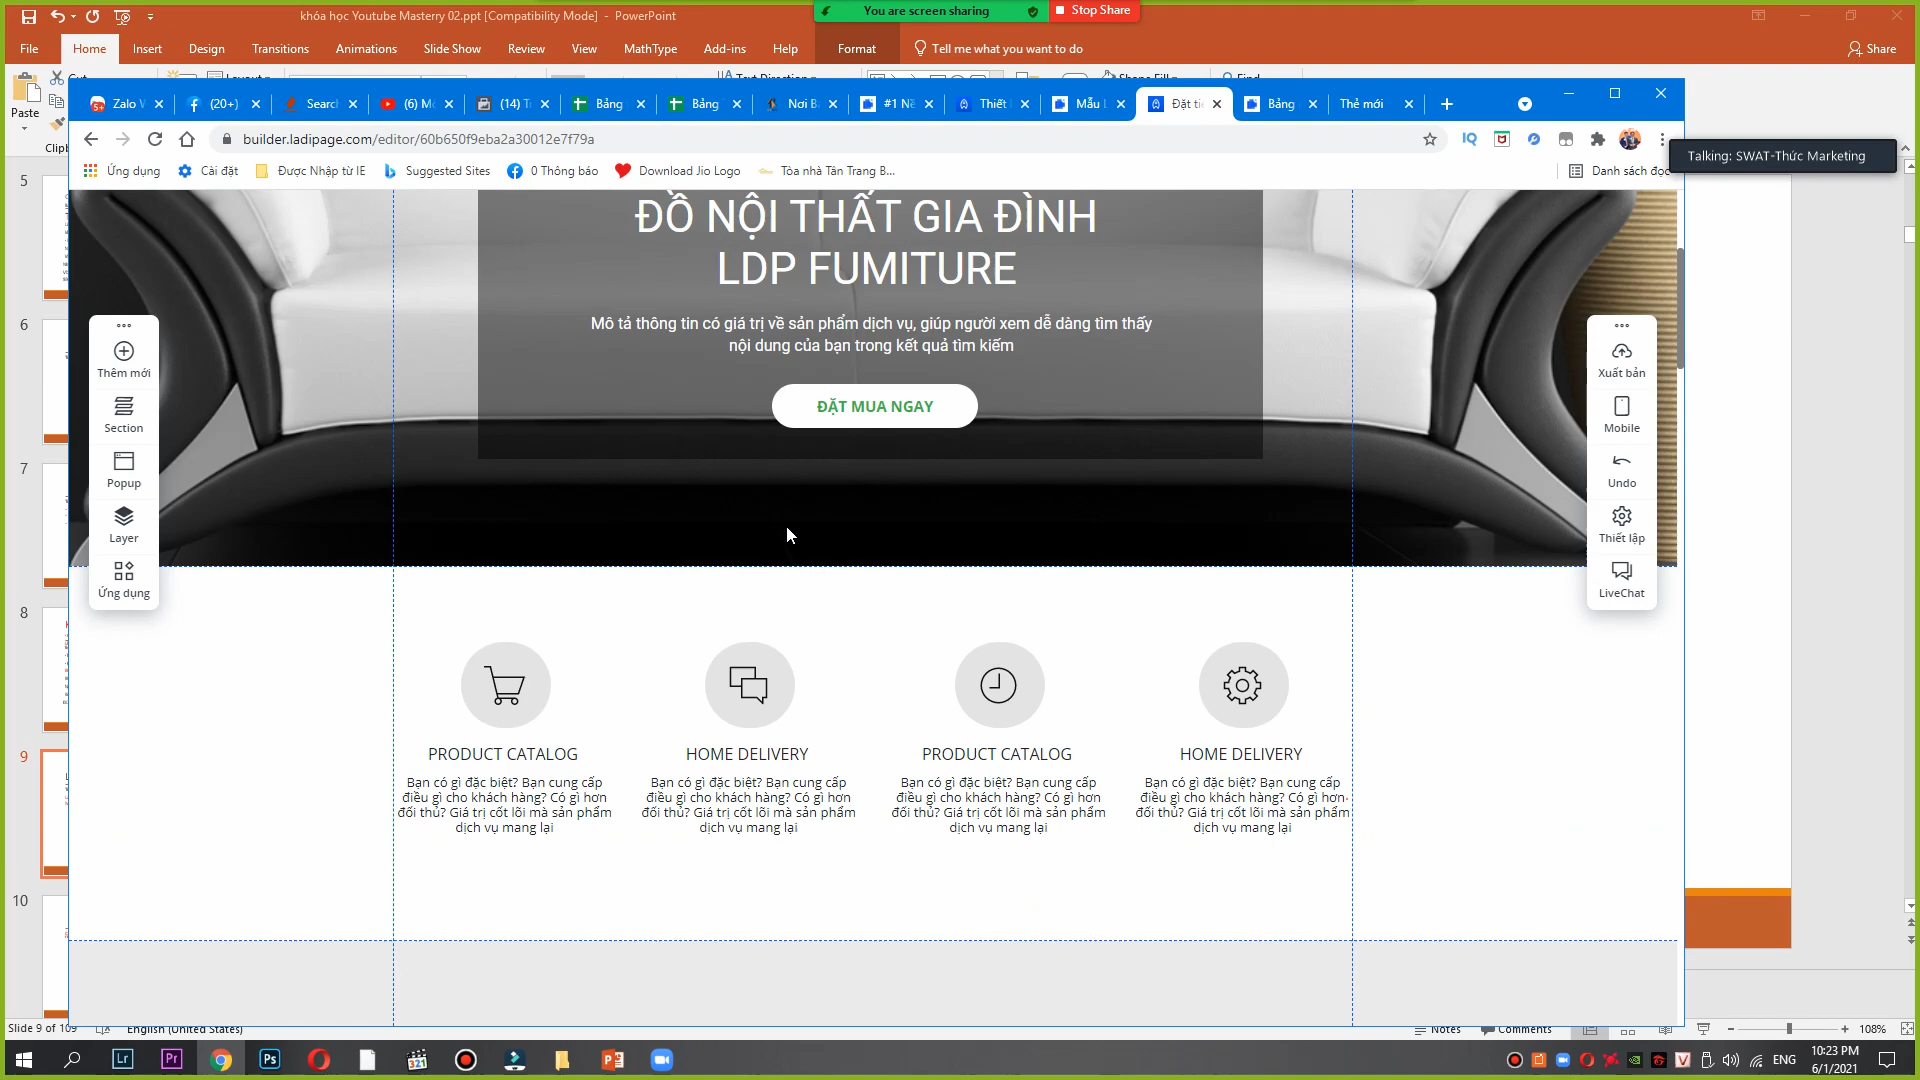 khóa học Youtube Masterry 02.ppt [Compatibility Mode] - PowerPoint
You are screen sharing
Stop Share
File Home Insert Design Transitions Animations Slide Show Review View MathType Add-ins Help Format Tell me what you want to do Share
Paste
Zalo
(20+)
Search
(6)
(14)
Bảng
Bảng
Nơi
#1
Thiết
Mẫu
Đặt
Bảng
Thẻ mới
builder.ladipage.com/editor/60b650f9eba2a30012e7f79a
Talking: SWAT-Thức Marketing
Ứng dụng Cài đặt Được Nhập từ IE Suggested Sites 0 Thông báo Download Jio Logo Tòa nhà Tân Trang B... Danh sách đọc
5
6
7
8
9
10
ĐỒ NỘI THẤT GIA ĐÌNH
LDP FUMITURE
Mô tả thông tin có giá trị về sản phẩm dịch vụ, giúp người xem dễ dàng tìm thấy
nội dung của bạn trong kết quả tìm kiếm
ĐẶT MUA NGAY
Thêm mới
Section
Popup
Layer
Ứng dụng
Xuất bản
Mobile
Undo
Thiết lập
LiveChat
PRODUCT CATALOG
Bạn có gì đặc biệt? Bạn cung cấp
điều gì cho khách hàng? Có gì hơn
đối thủ? Giá trị cốt lõi mà sản phẩm
dịch vụ mang lại
HOME DELIVERY
Bạn có gì đặc biệt? Bạn cung cấp
điều gì cho khách hàng? Có gì hơn
đối thủ? Giá trị cốt lõi mà sản phẩm
dịch vụ mang lại
PRODUCT CATALOG
Bạn có gì đặc biệt? Bạn cung cấp
điều gì cho khách hàng? Có gì hơn
đối thủ? Giá trị cốt lõi mà sản phẩm
dịch vụ mang lại
HOME DELIVERY
Bạn có gì đặc biệt? Bạn cung cấp
điều gì cho khách hàng? Có gì hơn
đối thủ? Giá trị cốt lõi mà sản phẩm
dịch vụ mang lại
Slide 9 of 109 English (United States) Notes Comments 108%
ENG
10:23 PM
6/1/2021